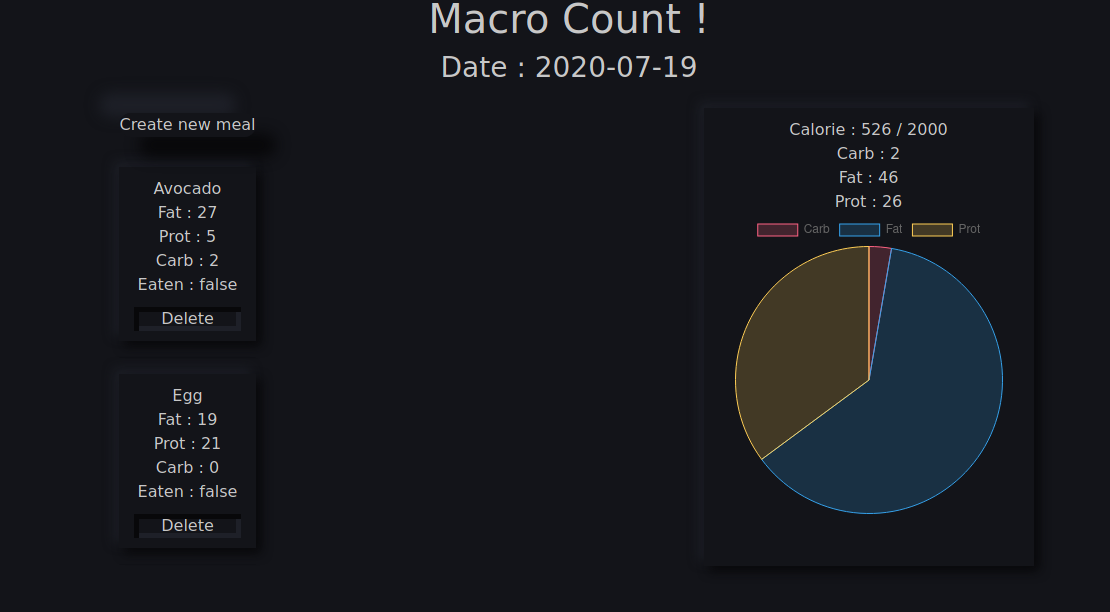 Macro Count !
Date : 2020-07-19
Create new meal
Avocado
Fat : 27
Prot : 5
Carb : 2
Eaten : false
Delete
Egg
Fat : 19
Prot : 21
Carb : 0
Eaten : false
Delete
Calorie : 526 / 2000
Carb : 2
Fat : 46
Prot : 26
Carb Fat Prot